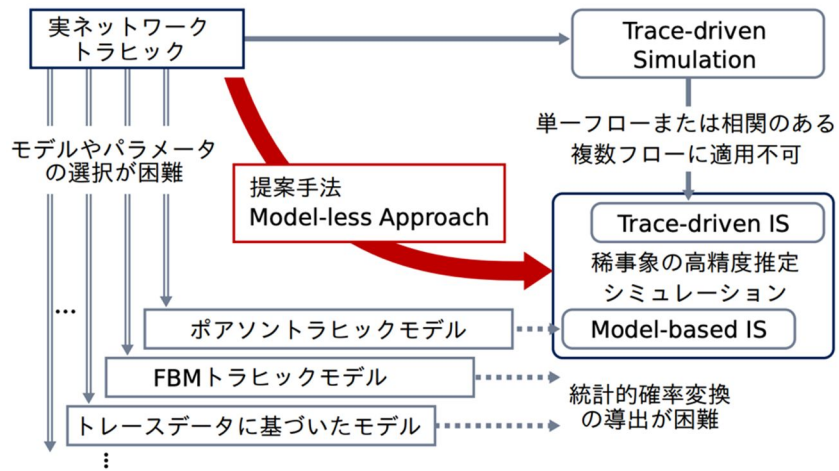 実ネットワーク
トラヒック
Trace-driven
Simulation
単一フローまたは相関のある
複数フローに適用不可
モデルやパラメータ
の選択が困難
提案手法
Model-less Approach
Trace-driven IS
稀事象の高精度推定
シミュレーション
Model-based IS
...
ポアソントラヒックモデル
FBMトラヒックモデル
統計的確率変換
の導出が困難
トレースデータに基づいたモデル
...